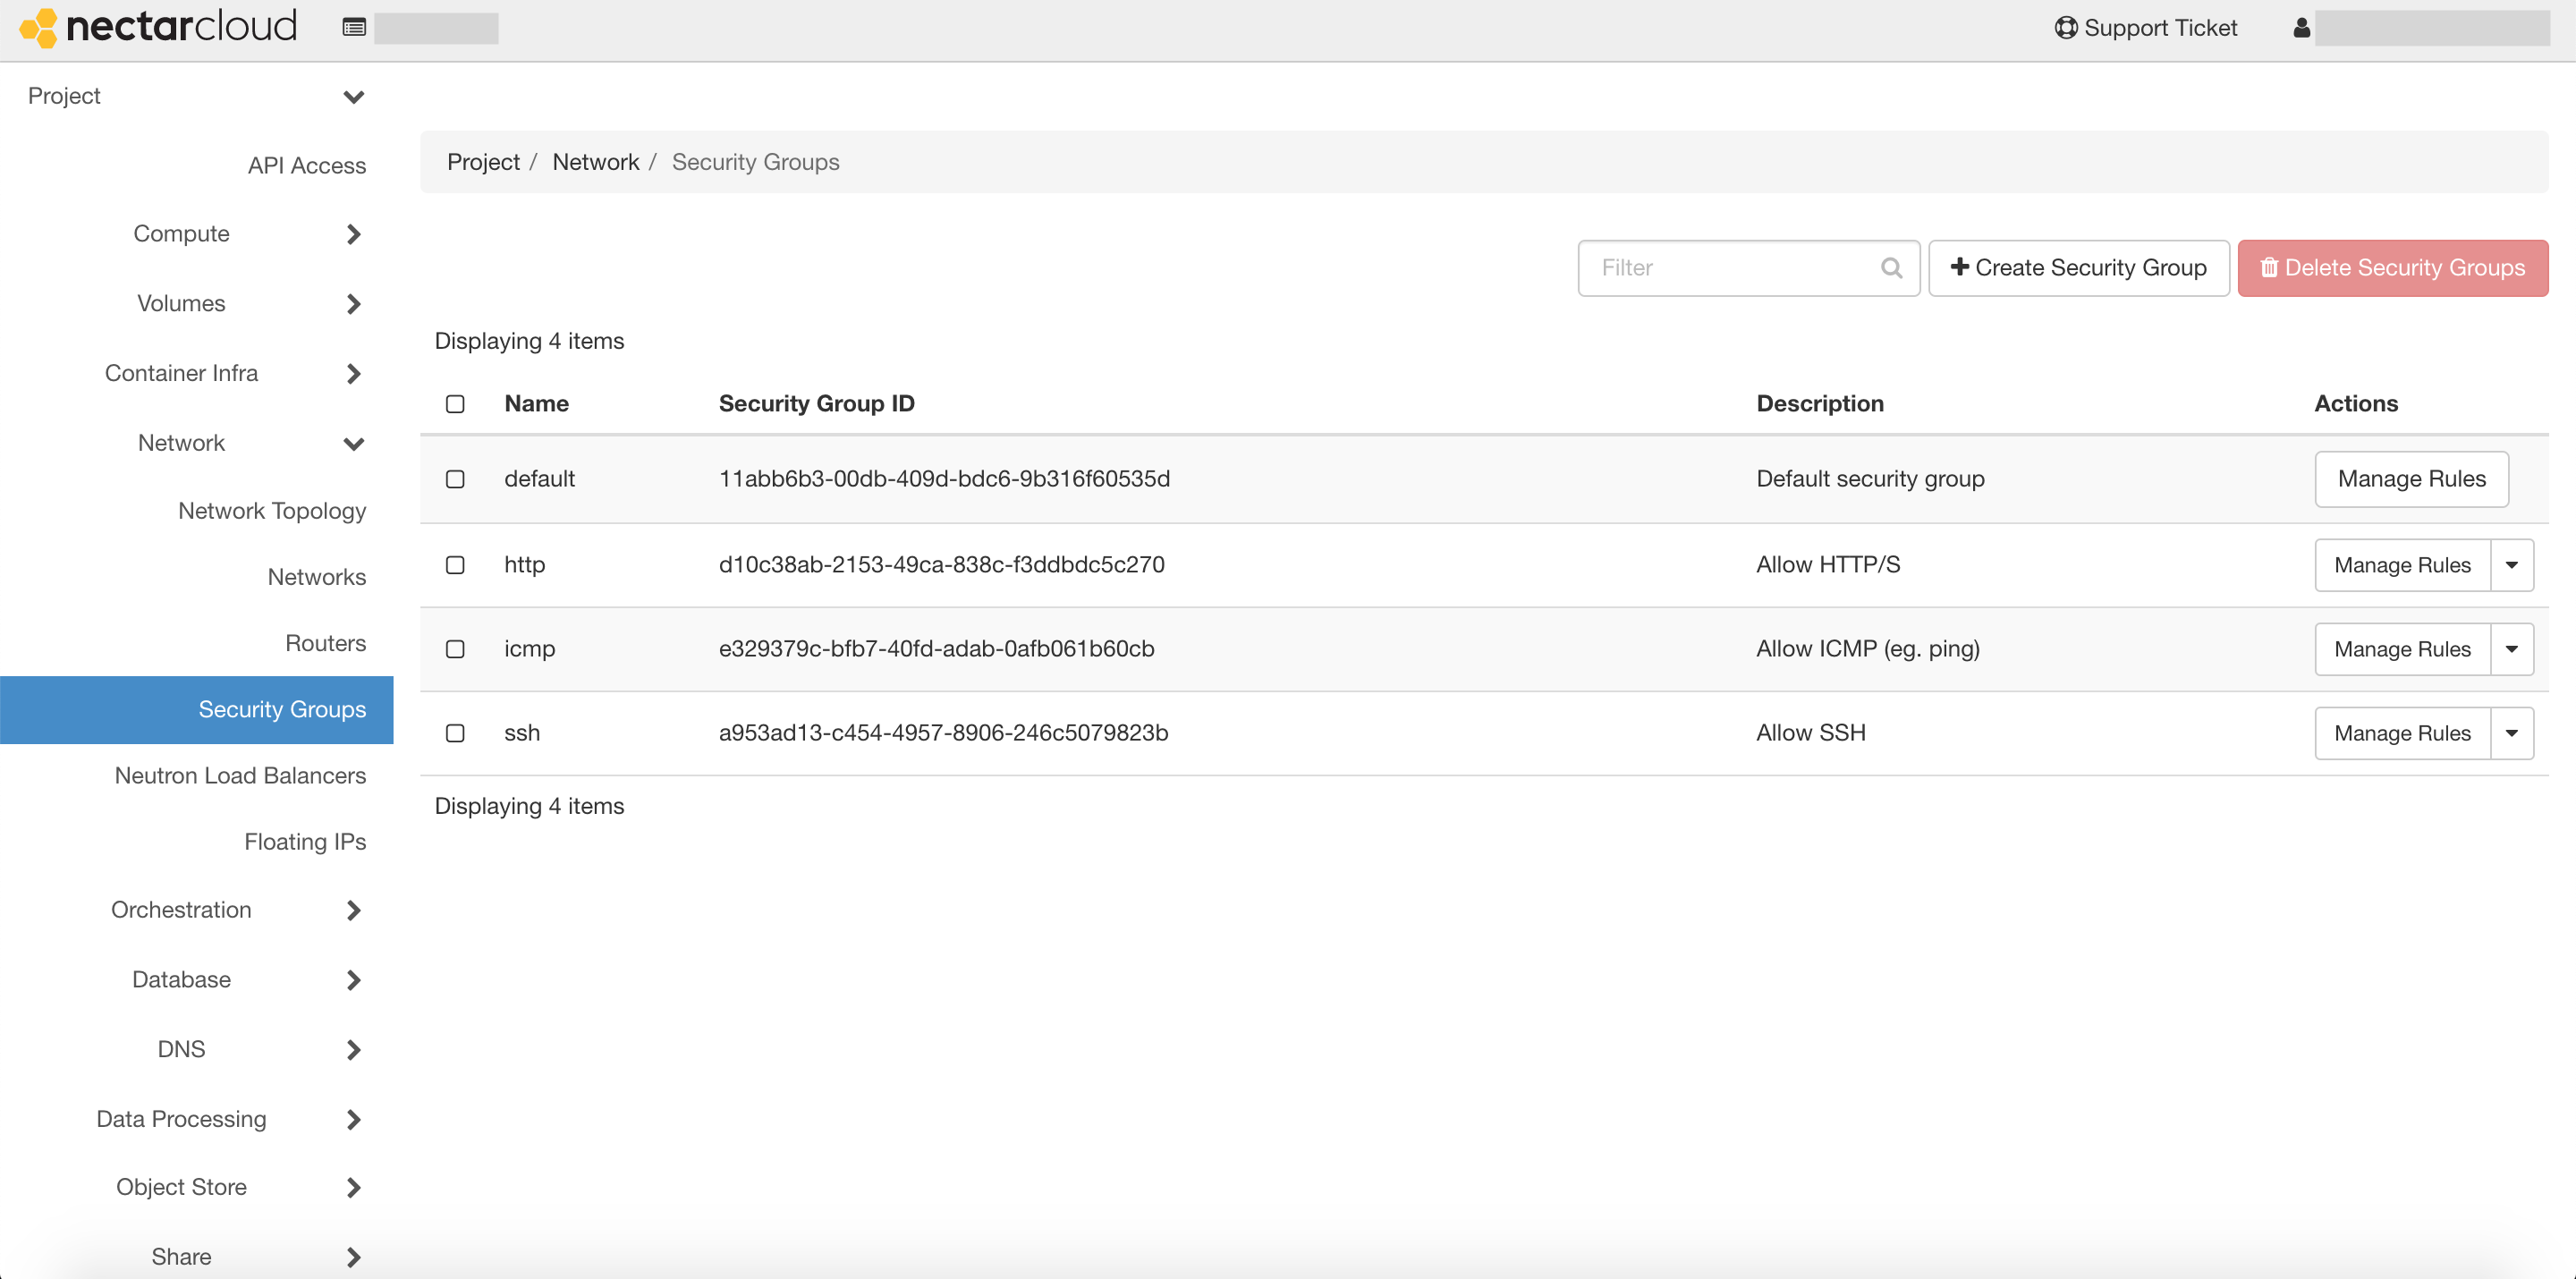 nectarcloud Support Ticket
Project
API Access
Compute
Volumes
Container Infra
Network
Network Topology
Networks
Routers
Security Groups
Neutron Load Balancers
Floating IPs
Orchestration
Database
DNS
Data Processing
Object Store
Share
Project / Network / Security Groups
Filter Create Security Group Delete Security Groups
Displaying 4 items
Name Security Group ID Description Actions
default 11abb6b3-00db-409d-bdc6-9b316f60535d Default security group Manage Rules
http d10c38ab-2153-49ca-838c-f3ddbdc5c270 Allow HTTP/S Manage Rules
icmp e329379c-bfb7-40fd-adab-0afb061b60cb Allow ICMP (eg. ping) Manage Rules
ssh a953ad13-c454-4957-8906-246c5079823b Allow SSH Manage Rules
Displaying 4 items